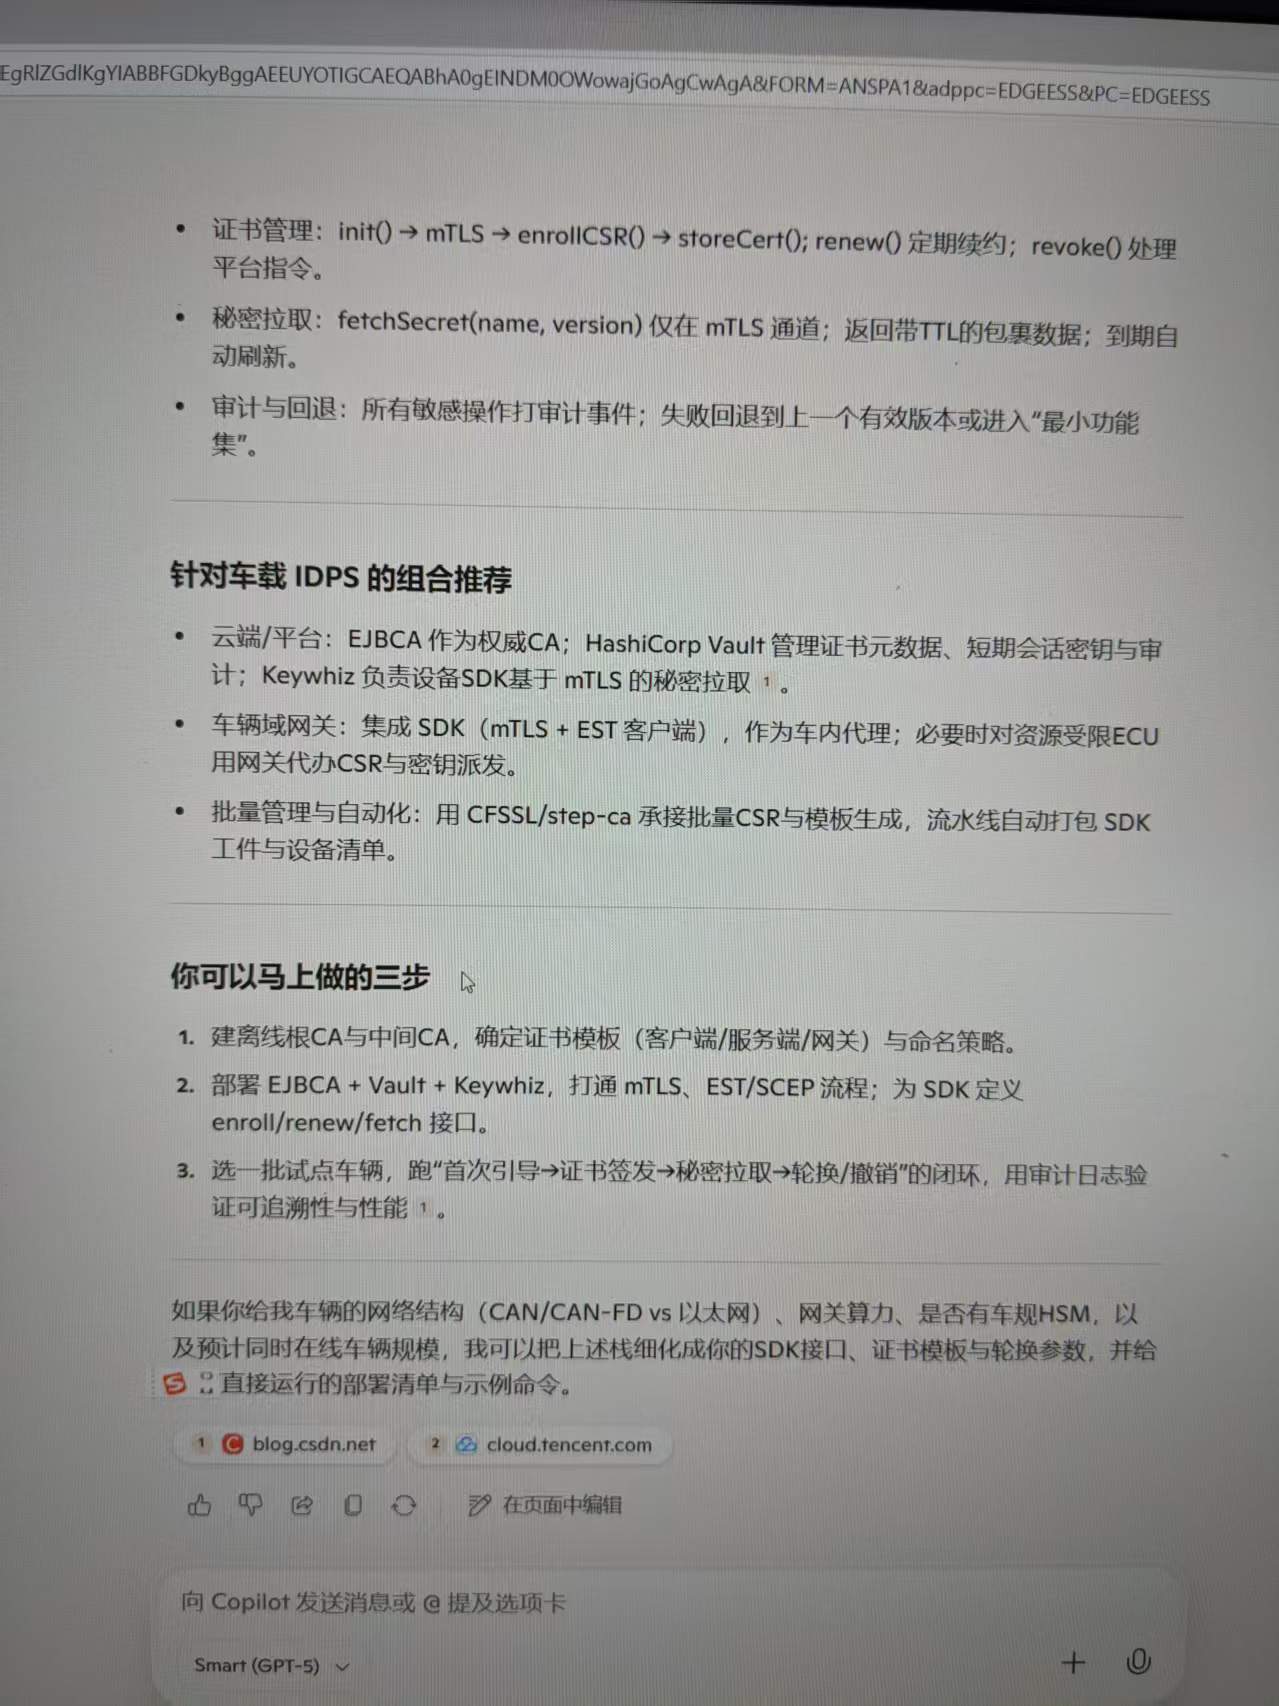 EgRlZGdlKgYIABBFGDkyBggAEEUYOTIGCAEQABhA0gEINDM0OWowajGoAgCwAgA&FORM=ANSPA1&adppc=EDGEESS&PC=EDGEESS
• 证书管理：init() → mTLS → enrollCSR() → storeCert(); renew() 定期续约；revoke() 处理
平台指令。
• 秘密拉取：fetchSecret(name, version) 仅在 mTLS 通道；返回带TTL的包裹数据；到期自
动刷新。
• 审计与回退：所有敏感操作打审计事件；失败回退到上一个有效版本或进入“最小功能
集”。
针对车载 IDPS 的组合推荐
• 云端/平台：EJBCA 作为权威CA；HashiCorp Vault 管理证书元数据、短期会话密钥与审
计；Keywhiz 负责设备SDK基于 mTLS 的秘密拉取 1 。
• 车辆域网关：集成 SDK（mTLS + EST 客户端），作为车内代理；必要时对资源受限ECU
用网关代办CSR与密钥派发。
• 批量管理与自动化：用 CFSSL/step-ca 承接批量CSR与模板生成，流水线自动打包 SDK
工件与设备清单。
你可以马上做的三步
1. 建离线根CA与中间CA，确定证书模板（客户端/服务端/网关）与命名策略。
2. 部署 EJBCA + Vault + Keywhiz，打通 mTLS、EST/SCEP 流程；为 SDK 定义
enroll/renew/fetch 接口。
3. 选一批试点车辆，跑“首次引导→证书签发→秘密拉取→轮换/撤销”的闭环，用审计日志验
证可追溯性与性能 1 。
如果你给我车辆的网络结构（CAN/CAN-FD vs 以太网）、网关算力、是否有车规HSM，以
及预计同时在线车辆规模，我可以把上述栈细化成你的SDK接口、证书模板与轮换参数，并给
直接运行的部署清单与示例命令。
1 blog.csdn.net 2 cloud.tencent.com
在页面中编辑
向 Copilot 发送消息或 @ 提及选项卡
Smart (GPT-5)